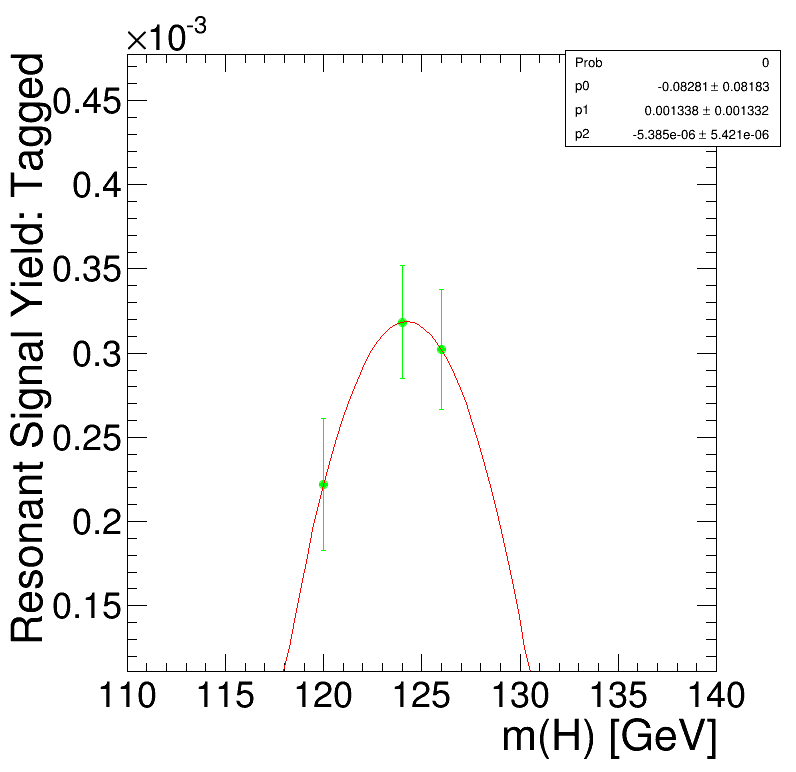 ×10⁻³
Prob 0
p0 -0.08281 ± 0.08183
p1 0.001338 ± 0.001332
p2 -5.385e-06 ± 5.421e-06
Resonant Signal Yield: Tagged
0.45
0.4
0.35
0.3
0.25
0.2
0.15
110 115 120 125 130 135 140
m(H) [GeV]